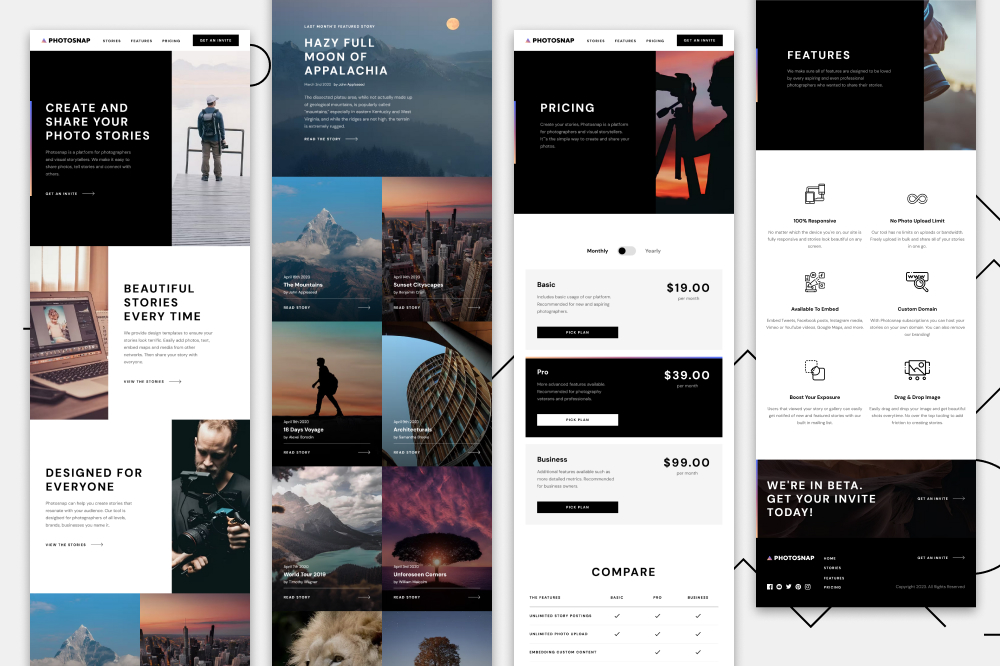 PHOTOSNAP
STORIES FEATURES PRICING GET AN INVITE
CREATE AND
SHARE YOUR
PHOTO STORIES
Photosnap is a platform for photographers
and visual storytellers. We make it easy to
share photos, tell stories and connect with
others.
GET AN INVITE
BEAUTIFUL
STORIES
EVERY TIME
We provide design templates to ensure your
stories look terrific. Easily add photos, text,
embed maps and media from other
networks. Then share your story with
everyone.
VIEW THE STORIES
DESIGNED FOR
EVERYONE
Photosnap can help you create stories that
resonate with your audience. Our tool is
designed for photographers of all levels,
brands, businesses you name it.
VIEW THE STORIES
LAST MONTH'S FEATURES STORY
HAZY FULL
MOON OF
APPALACHIA
March 2nd 2020 by John Appleseed
The dissected plateau area, while not actually made up
of geological mountains, is popularly called
"mountains," especially in eastern Kentucky and West
Virginia, and while the ridges are not high, the terrain
is extremely rugged.
READ THE STORY
April 16th 2020
The Mountains
by John Appleseed
READ STORY
April 14th 2020
Sunset Cityscapes
by Benjamin Cruz
READ STORY
18 Days Voyage
by Alexei Borodin
READ STORY
Architecturals
by Samantha Brooke
READ STORY
World Tour 2019
by Timothy Wagner
READ STORY
Unforeseen Corners
by William Malcolm
READ STORY
PHOTOSNAP
STORIES FEATURES PRICING GET AN INVITE
PRICING
Create your stories, Photosnap is a platform
for photographers and visual storytellers.
It's the simple way to create and share your
photos.
Monthly Yearly
Basic
$19.00
per month
Includes basic usage of our platform.
Recommended for new and aspiring
photographers.
PICK PLAN
Pro
$39.00
per month
More advanced features available.
Recommended for photography
veterans and professionals.
PICK PLAN
Business
$99.00
per month
Additional features available such as
more detailed metrics. Recommended
for business owners.
PICK PLAN
COMPARE
THE FEATURES BASIC PRO BUSINESS
UNLIMITED STORY POSTINGS
UNLIMITED PHOTO UPLOAD
EMBEDDING CUSTOM CONTENT
FEATURES
We make sure all of features are designed to be loved
by every aspiring and even professional
photographers who wanted to share their stories.
100% Responsive
No matter which the device you're on, our site is
fully responsive and stories look beautiful on any
screen.
No Photo Upload Limit
Our tool has no limits on uploads or bandwidth.
Freely upload in bulk and share all of your stories
in one go.
Available To Embed
Embed Tweets, Facebook posts, Instagram media,
Vimeo or YouTube videos, Google Maps, and more.
WWW
Custom Domain
With Photosnap subscriptions you can host your
stories on your own domain. You can also remove
our branding!
Boost Your Exposure
Users that viewed your story or gallery can easily
get notified of new and featured stories with our
built in mailing list.
Drag & Drop Image
Easily drag and drop your image and get beautiful
shots everytime. No over the top tooling to add
friction to creating stories.
WE'RE IN BETA.
GET YOUR INVITE
TODAY!
GET AN INVITE
PHOTOSNAP
HOME
STORIES
FEATURES
PRICING
GET AN INVITE
Copyright 2020. All Rights Reserved